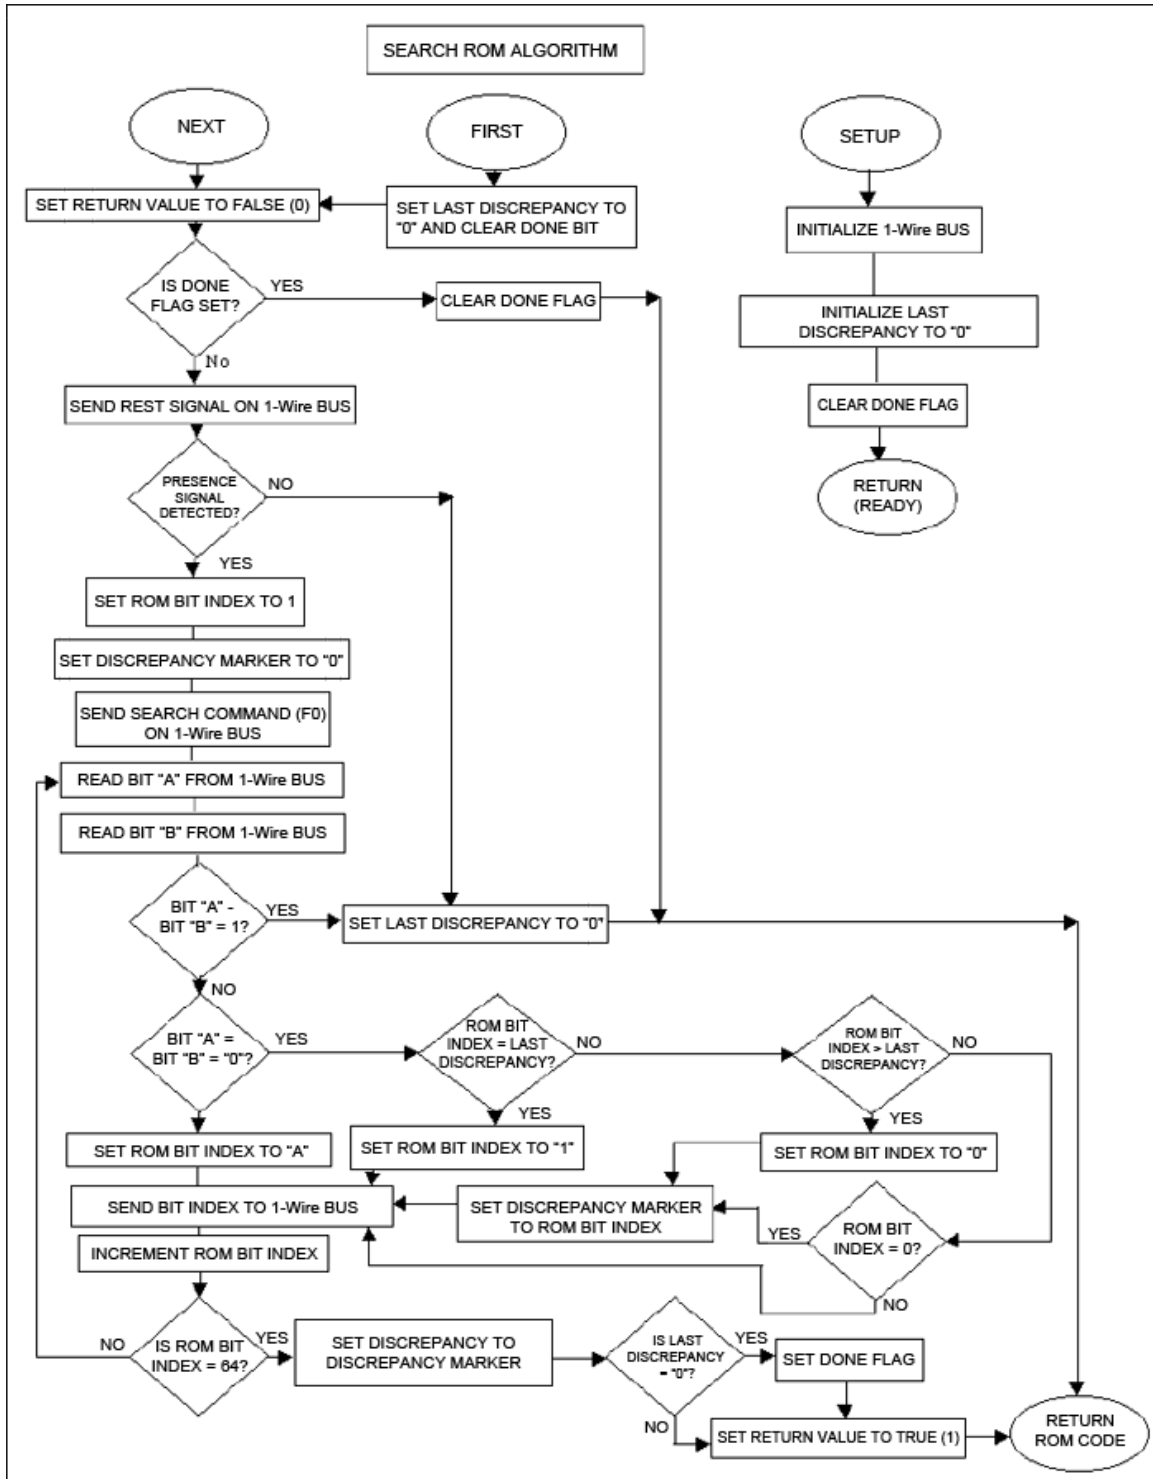 SEARCH ROM ALGORITHM
NEXT
FIRST
SETUP
SET RETURN VALUE TO FALSE (0)
SET LAST DISCREPANCY TO
"0" AND CLEAR DONE BIT
INITIALIZE 1-Wire BUS
IS DONE
FLAG SET?
YES
CLEAR DONE FLAG
INITIALIZE LAST
DISCREPANCY TO "0"
No
SEND REST SIGNAL ON 1-Wire BUS
CLEAR DONE FLAG
PRESENCE
SIGNAL
DETECTED?
NO
RETURN
(READY)
YES
SET ROM BIT INDEX TO 1
SET DISCREPANCY MARKER TO "0"
SEND SEARCH COMMAND (F0)
ON 1-Wire BUS
READ BIT "A" FROM 1-Wire BUS
READ BIT "B" FROM 1-Wire BUS
BIT "A" -
BIT "B" = 1?
YES
SET LAST DISCREPANCY TO "0"
NO
BIT "A" =
BIT "B" = "0"?
YES
ROM BIT
INDEX = LAST
DISCREPANCY?
NO
ROM BIT
INDEX > LAST
DISCREPANCY?
NO
YES
YES
SET ROM BIT INDEX TO "A"
SET ROM BIT INDEX TO "1"
SET ROM BIT INDEX TO "0"
SEND BIT INDEX TO 1-Wire BUS
SET DISCREPANCY MARKER
TO ROM BIT INDEX
YES
ROM BIT
INDEX = 0?
NO
INCREMENT ROM BIT INDEX
NO
IS ROM BIT
INDEX = 64?
YES
SET DISCREPANCY TO
DISCREPANCY MARKER
IS LAST
DISCREPANCY
= "0"?
YES
SET DONE FLAG
NO
SET RETURN VALUE TO TRUE (1)
RETURN
ROM CODE